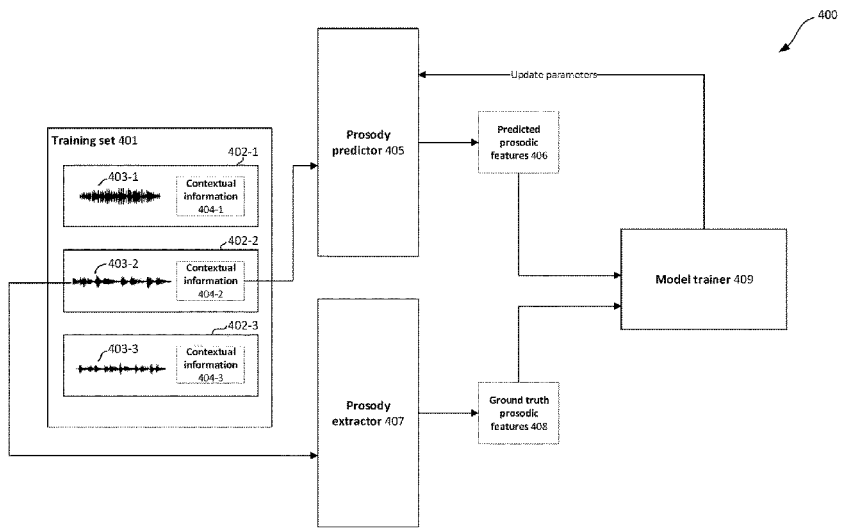 400
Update parameters
Prosody
predictor 405
Predicted
prosodic
features 406
Training set 401
402-1
403-1
Contextual
information
404-1
402-2
403-2
Contextual
information
404-2
402-3
403-3
Contextual
information
404-3
Model trainer 409
Prosody
extractor 407
Ground truth
prosodic
features 408